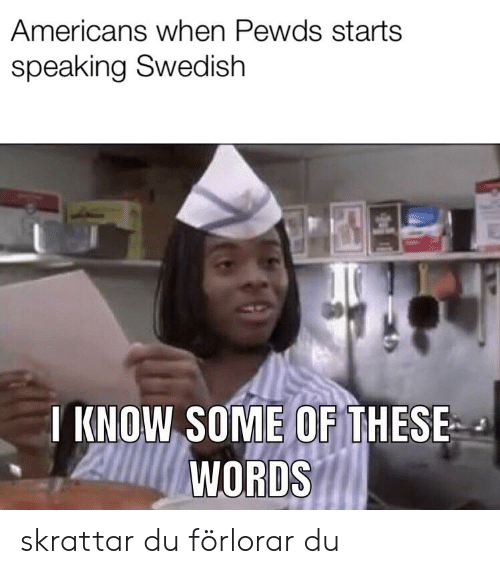 Americans when Pewds starts
speaking Swedish
I KNOW SOME OF THESE
WORDS
skrattar du förlorar du